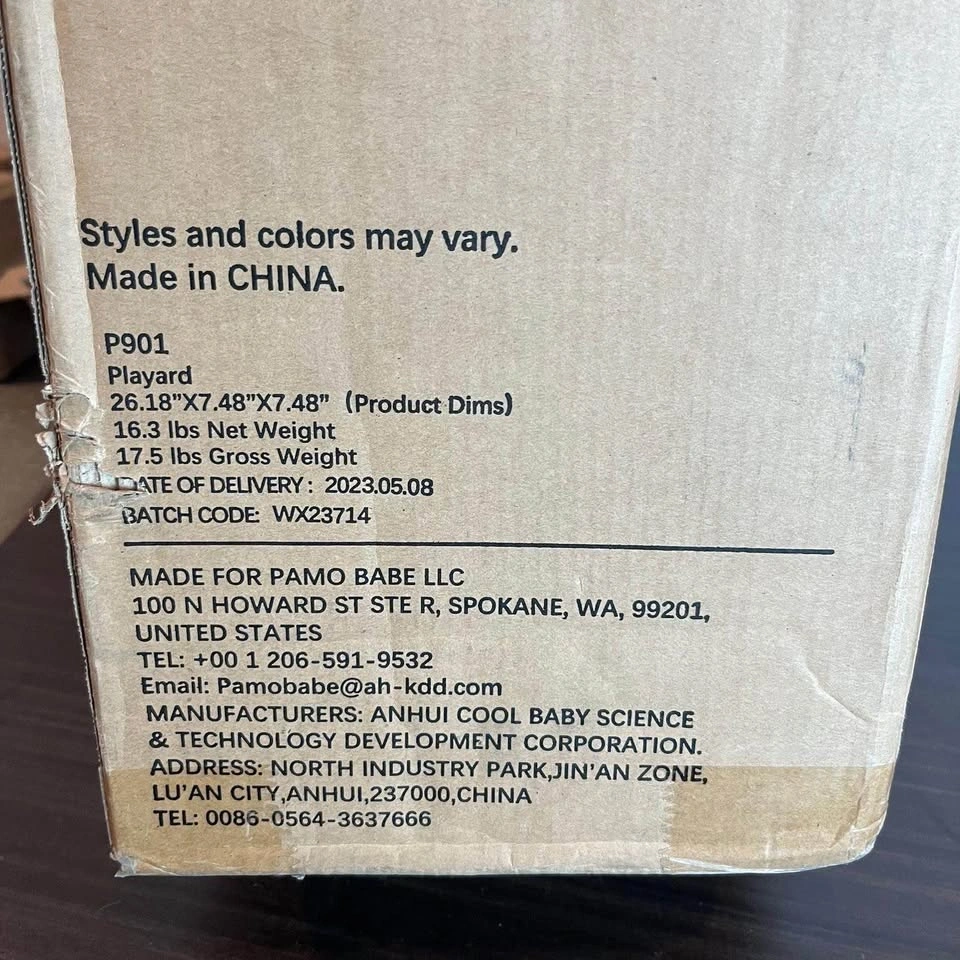 Styles and colors may vary.
Made in CHINA.
P901
Playard
26.18”X7.48”X7.48” (Product Dims)
16.3 lbs Net Weight
17.5 lbs Gross Weight
DATE OF DELIVERY: 2023.05.08
BATCH CODE: WX23714
MADE FOR PAMO BABE LLC
100 N HOWARD ST STE R, SPOKANE, WA, 99201,
UNITED STATES
TEL: +00 1 206-591-9532
Email: Pamobabe@ah-kdd.com
MANUFACTURERS: ANHUI COOL BABY SCIENCE
& TECHNOLOGY DEVELOPMENT CORPORATION.
ADDRESS: NORTH INDUSTRY PARK,JIN’AN ZONE,
LU’AN CITY,ANHUI,237000,CHINA
TEL: 0086-0564-3637666